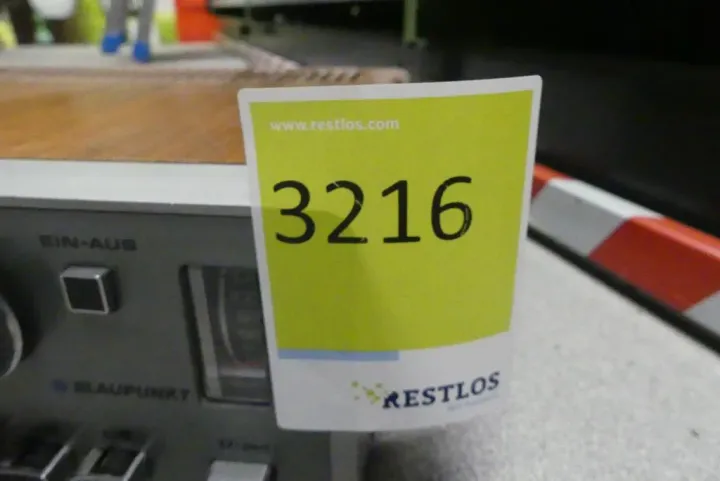 www.restlos.com
3216
EIN-AUS
BLAUPUNKT
RESTLOS